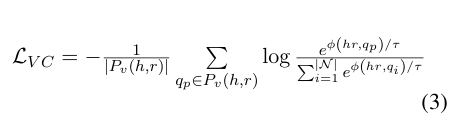 $\mathcal{L}_{VC} = -\frac{1}{|P_v(h,r)|} \sum_{q_p \in P_v(h,r)} \log \frac{e^{\phi(hr,q_p)/\tau}}{\sum_{i=1}^{|\mathcal{N}|} e^{\phi(hr,q_i)/\tau}}$
(3)